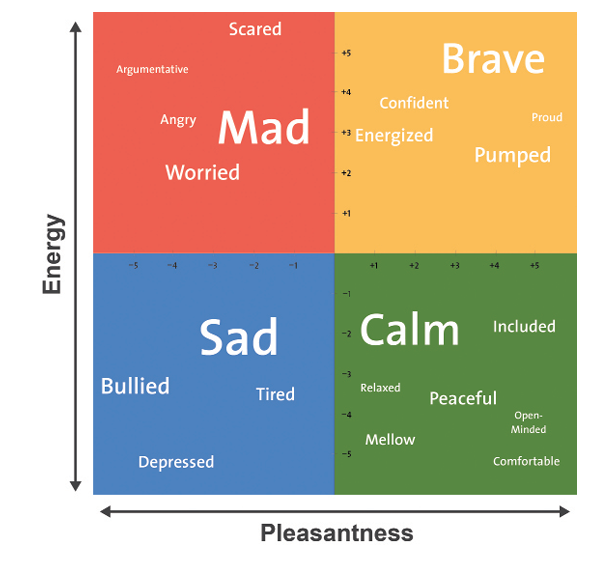 Scared
Brave
+5
Argumentative
+4
Confident
Angry
Mad
+3
Energized
Proud
Worried
+2
Pumped
+1
Energy
−5 −4 −3 −2 −1 +1 +2 +3 +4 +5
−1
Sad
−2
Calm
Included
Bullied
Tired
−3
Relaxed
Peaceful
−4
Open-
Minded
Mellow
Depressed
−5
Comfortable
Pleasantness